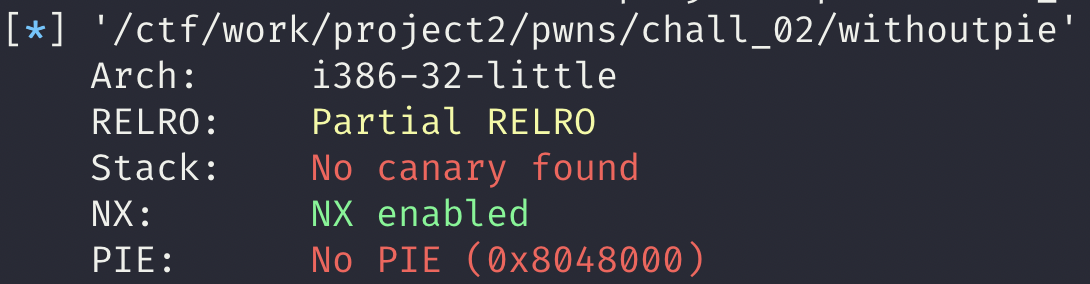 [*] '/ctf/work/project2/pwns/chall_02/withoutpie'
Arch: i386-32-little
RELRO: Partial RELRO
Stack: No canary found
NX: NX enabled
PIE: No PIE (0x8048000)